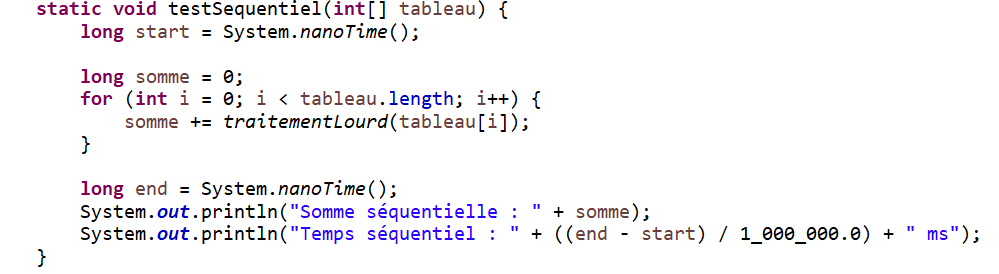 static void testSequentiel(int[] tableau) {
    long start = System.nanoTime();

    long somme = 0;
    for (int i = 0; i < tableau.length; i++) {
        somme += traitementLourd(tableau[i]);
    }

    long end = System.nanoTime();
    System.out.println("Somme séquentielle : " + somme);
    System.out.println("Temps séquentiel : " + ((end - start) / 1_000_000.0) + " ms");
}